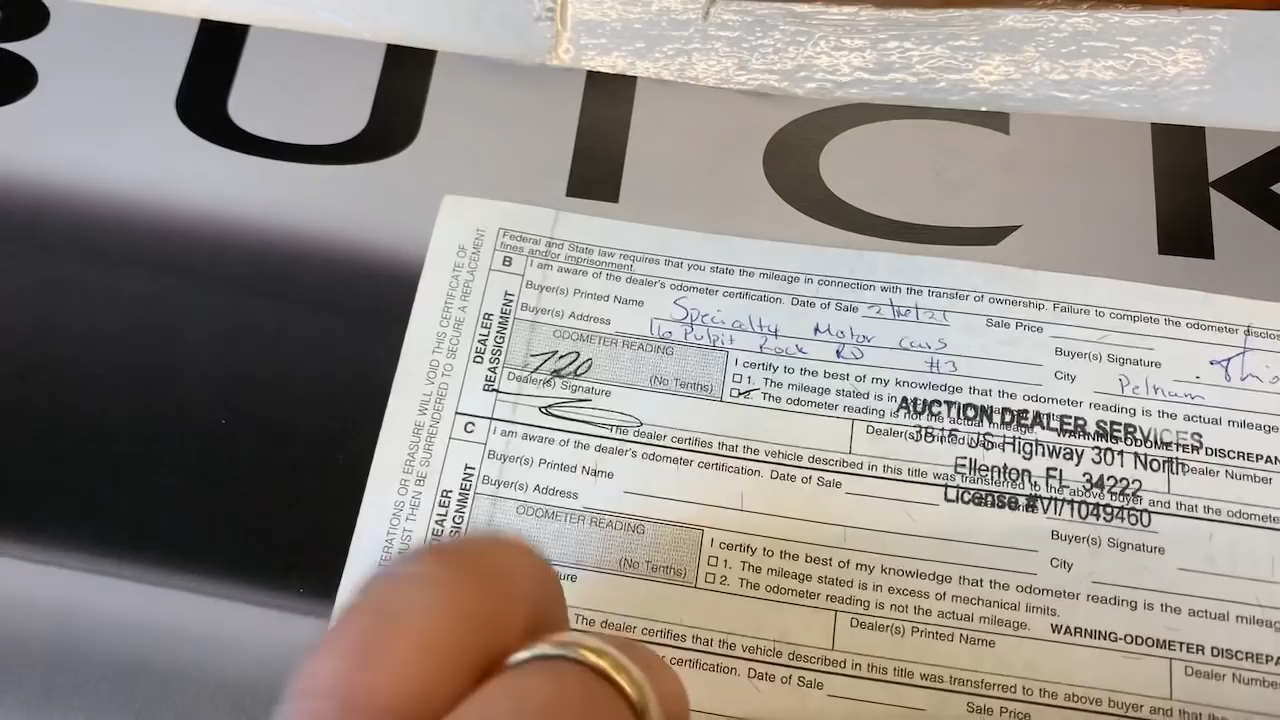 BUICK
TERATIONS OR ERASURE WILL VOID THIS CERTIFICATE OF
MUST THEN BE SURRENDERED TO SECURE A REPLACEMENT.
Federal and State law requires that you state the mileage in connection with the transfer of ownership. Failure to complete the odometer disclos
fines and/or imprisonment.
B
DEALER REASSIGNMENT
I am aware of the dealer's odometer certification. Date of Sale
Sale Price
Buyer(s) Printed Name Specialty Motor Cars
Buyer(s) Signature
Buyer(s) Address 16 Pulpit Rock RD #3
City Pelham
ODOMETER READING
720
(No Tenths)
I certify to the best of my knowledge that the odometer reading is the actual mileage
1. The mileage stated is in
2. The odometer reading is not the actual mileage. WARNING-ODOMETER DISCREPAN
Dealer(s) Signature
Dealer(s) Printed Name
Dealer Number
AUCTION DEALER SERVICES
3815 US Highway 301 North
Ellenton, FL 34222
License #VI/1049460
The dealer certifies that the vehicle described in this title was transferred to the above buyer and that the odomete
C
DEALER
SIGNMENT
I am aware of the dealer's odometer certification. Date of Sale
Buyer(s) Printed Name
Buyer(s) Signature
Buyer(s) Address
City
ODOMETER READING
(No Tenths)
I certify to the best of my knowledge that the odometer reading is the actual mileag
1. The mileage stated is in excess of mechanical limits.
2. The odometer reading is not the actual mileage. WARNING-ODOMETER DISCREPA
ure
Dealer(s) Printed Name
Dealer Numbe
The dealer certifies that the vehicle described in this title was transferred to the above buyer and that the
certification. Date of Sale
Sale Price